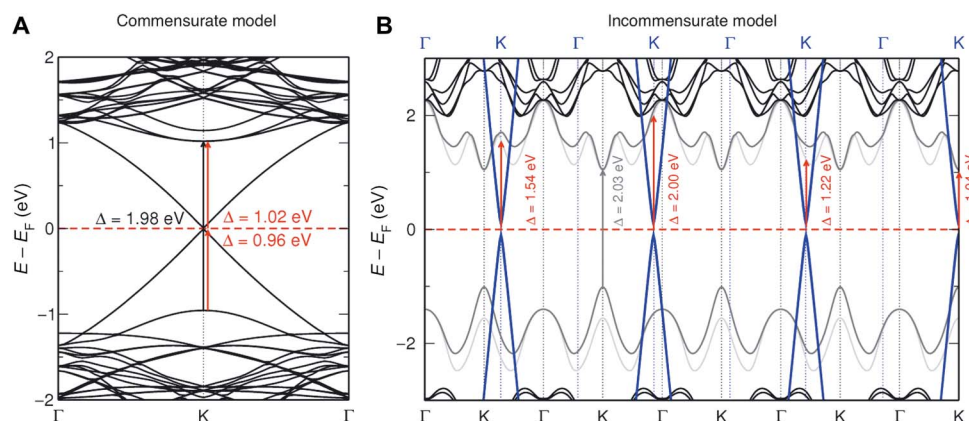 Commensurate model
Incommensurate model
A
B
Γ K Γ K Γ K Γ K
2
1
0
-1
-2
E − E_F (eV)
Δ = 1.98 eV
Δ = 1.02 eV
Δ = 0.96 eV
Γ K Γ
2
0
-2
E − E_F (eV)
Δ = 1.54 eV
Δ = 2.03 eV
Δ = 2.00 eV
Δ = 1.22 eV
Γ K Γ K Γ K Γ K Γ K